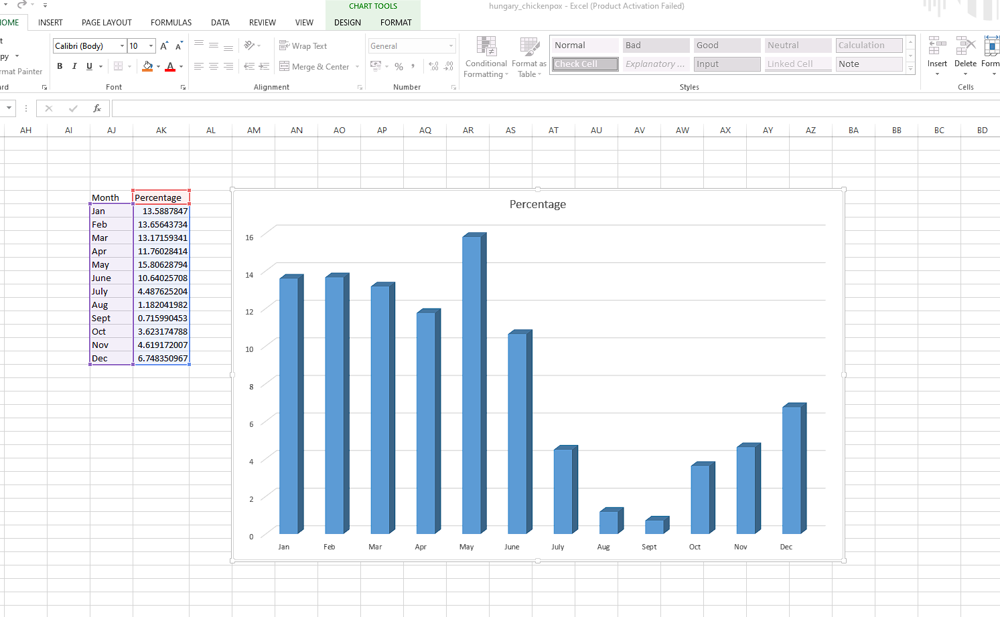 CHART TOOLS hungary_chickenpox - Excel (Product Activation Failed)
OME INSERT PAGE LAYOUT FORMULAS DATA REVIEW VIEW DESIGN FORMAT
t
py
rmat Painter
rd
Calibri (Body) 10 A A
B I U A
Font
Wrap Text
Merge & Center
Alignment
General
% , .00 .0
Number
Conditional Formatting
Format as Table
Normal Bad Good Neutral Calculation
Check Cell Explanatory ... Input Linked Cell Note
Styles
Insert Delete Form
Cells
fx
AH AI AJ AK AL AM AN AO AP AQ AR AS AT AU AV AW AX AY AZ BA BB BC BD
Month Percentage
Jan 13.5887847
Feb 13.65643734
Mar 13.17159341
Apr 11.76028414
May 15.80628794
June 10.64025708
July 4.487625204
Aug 1.182041982
Sept 0.715990453
Oct 3.623174788
Nov 4.619172007
Dec 6.748350967
Percentage
16
14
12
10
8
6
4
2
0
Jan Feb Mar Apr May June July Aug Sept Oct Nov Dec